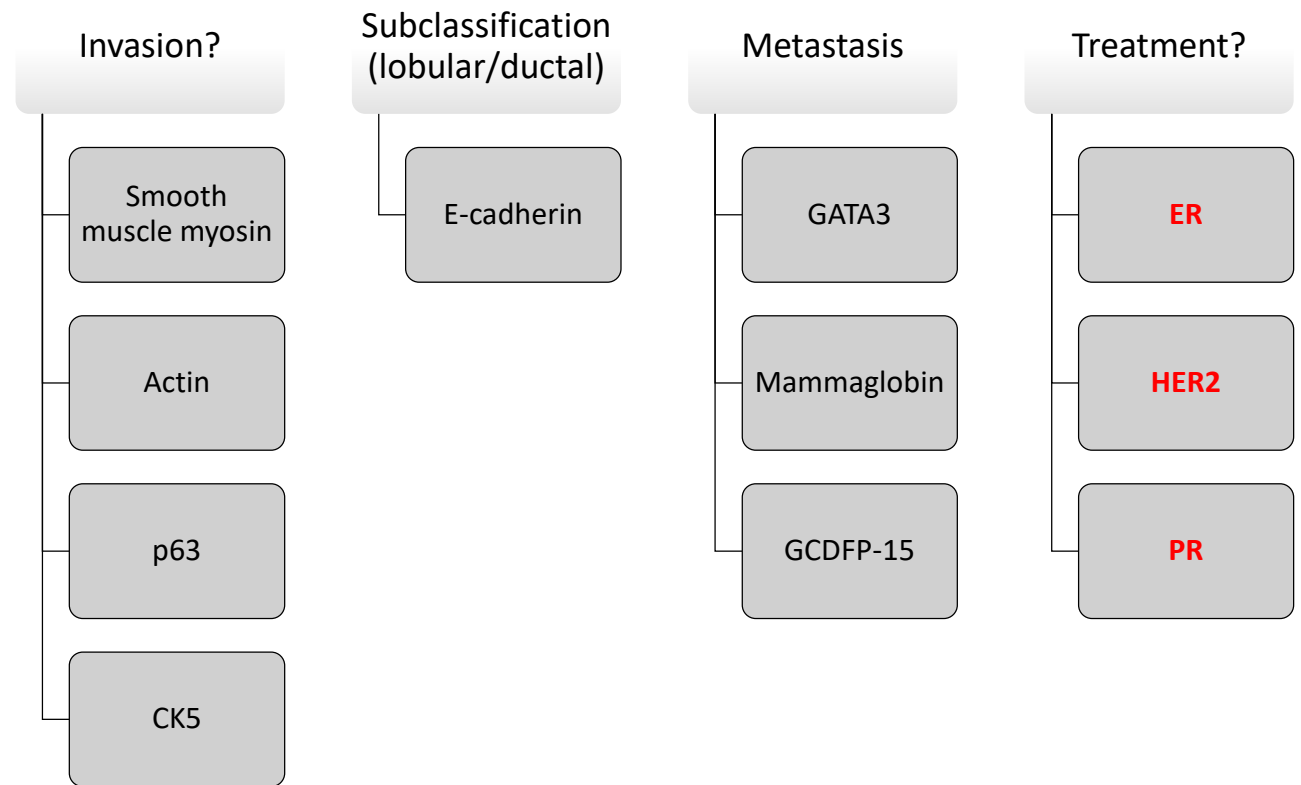 Invasion?
Smooth
muscle myosin
Actin
p63
CK5
Subclassification
(lobular/ductal)
E-cadherin
Metastasis
GATA3
Mammaglobin
GCDFP-15
Treatment?
ER
HER2
PR